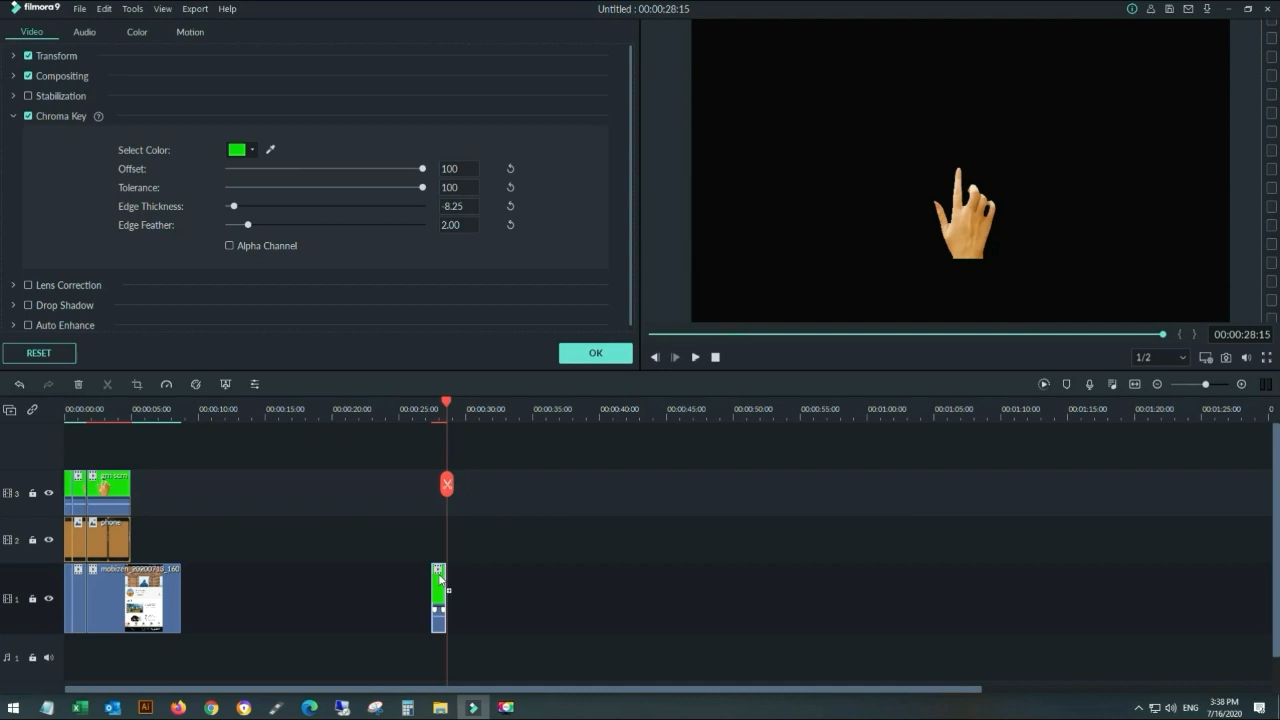 filmora9 File Edit Tools View Export Help Untitled : 00:00:28:15
Video Audio Color Motion
Transform
Compositing
Stabilization
Chroma Key
Select Color:
Offset: 100
Tolerance: 100
Edge Thickness: -8.25
Edge Feather: 2.00
Alpha Channel
Lens Correction
Drop Shadow
Auto Enhance
RESET OK
00:00:28:15
1/2
00:00:00:00 00:00:05:00 00:00:10:00 00:00:15:00 00:00:20:00 00:00:25:00 00:00:30:00 00:00:35:00 00:00:40:00 00:00:45:00 00:00:50:00 00:00:55:00 00:01:00:00 00:01:05:00 00:01:10:00 00:01:15:00 00:01:20:00 00:01:25:00
3
2 phone
mobizen_20200713_160
1
1
ENG 3:38 PM
7/16/2020